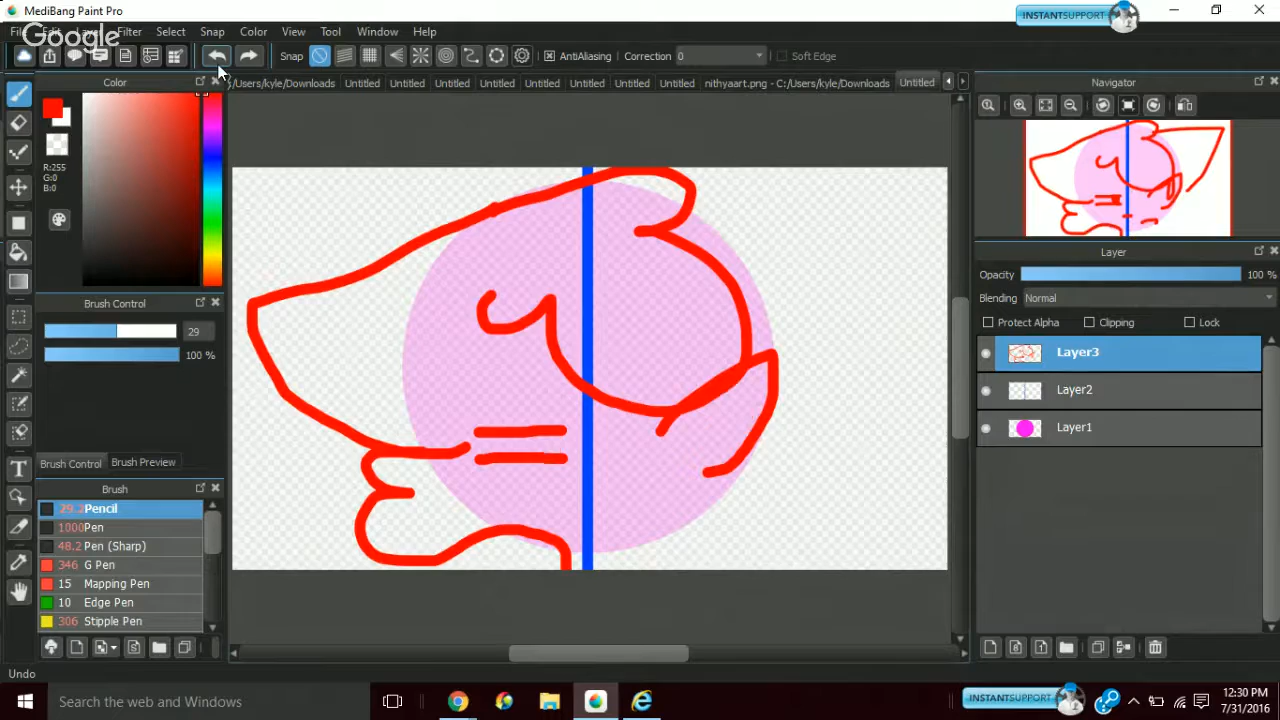 MediBang Paint Pro
INSTANTSUPPORT
File Layer Filter Select Snap Color View Tool Window Help
Google
Snap AntiAliasing Correction 0 Soft Edge
Color
:/Users/kyle/Downloads Untitled Untitled Untitled Untitled Untitled Untitled Untitled nithyaart.png - C:/Users/kyle/Downloads Untitled
Navigator
R:255
G:0
B:0
Layer
Opacity 100 %
Blending Normal
Protect Alpha Clipping Lock
Layer3
Layer2
Layer1
Brush Control
29
100 %
Brush Control Brush Preview
Brush
29.2 Pencil
1000 Pen
48.2 Pen (Sharp)
346 G Pen
15 Mapping Pen
10 Edge Pen
306 Stipple Pen
Undo
Search the web and Windows
INSTANTSUPPORT
12:30 PM
7/31/2016